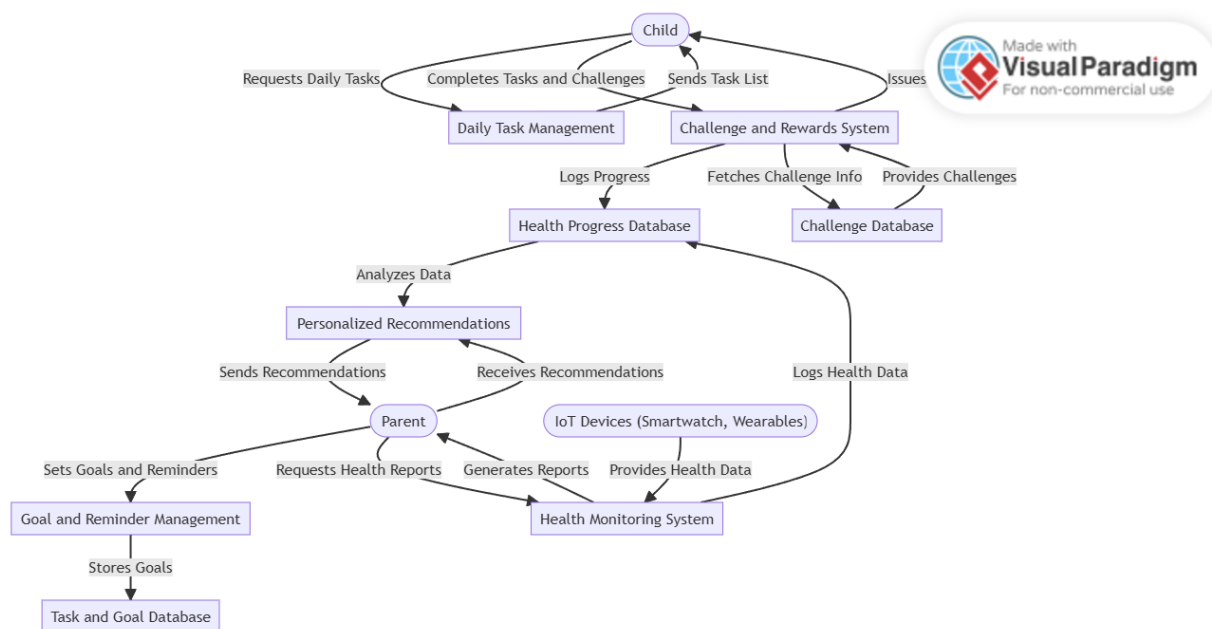 Child
Made with
Visual Paradigm
For non-commercial use
Requests Daily Tasks
Completes Tasks and Challenges
Sends Task List
Issues
Daily Task Management
Challenge and Rewards System
Logs Progress
Fetches Challenge Info
Provides Challenges
Health Progress Database
Challenge Database
Analyzes Data
Personalized Recommendations
Sends Recommendations
Receives Recommendations
Logs Health Data
Parent
IoT Devices (Smartwatch, Wearables)
Sets Goals and Reminders
Requests Health Reports
Generates Reports
Provides Health Data
Goal and Reminder Management
Health Monitoring System
Stores Goals
Task and Goal Database